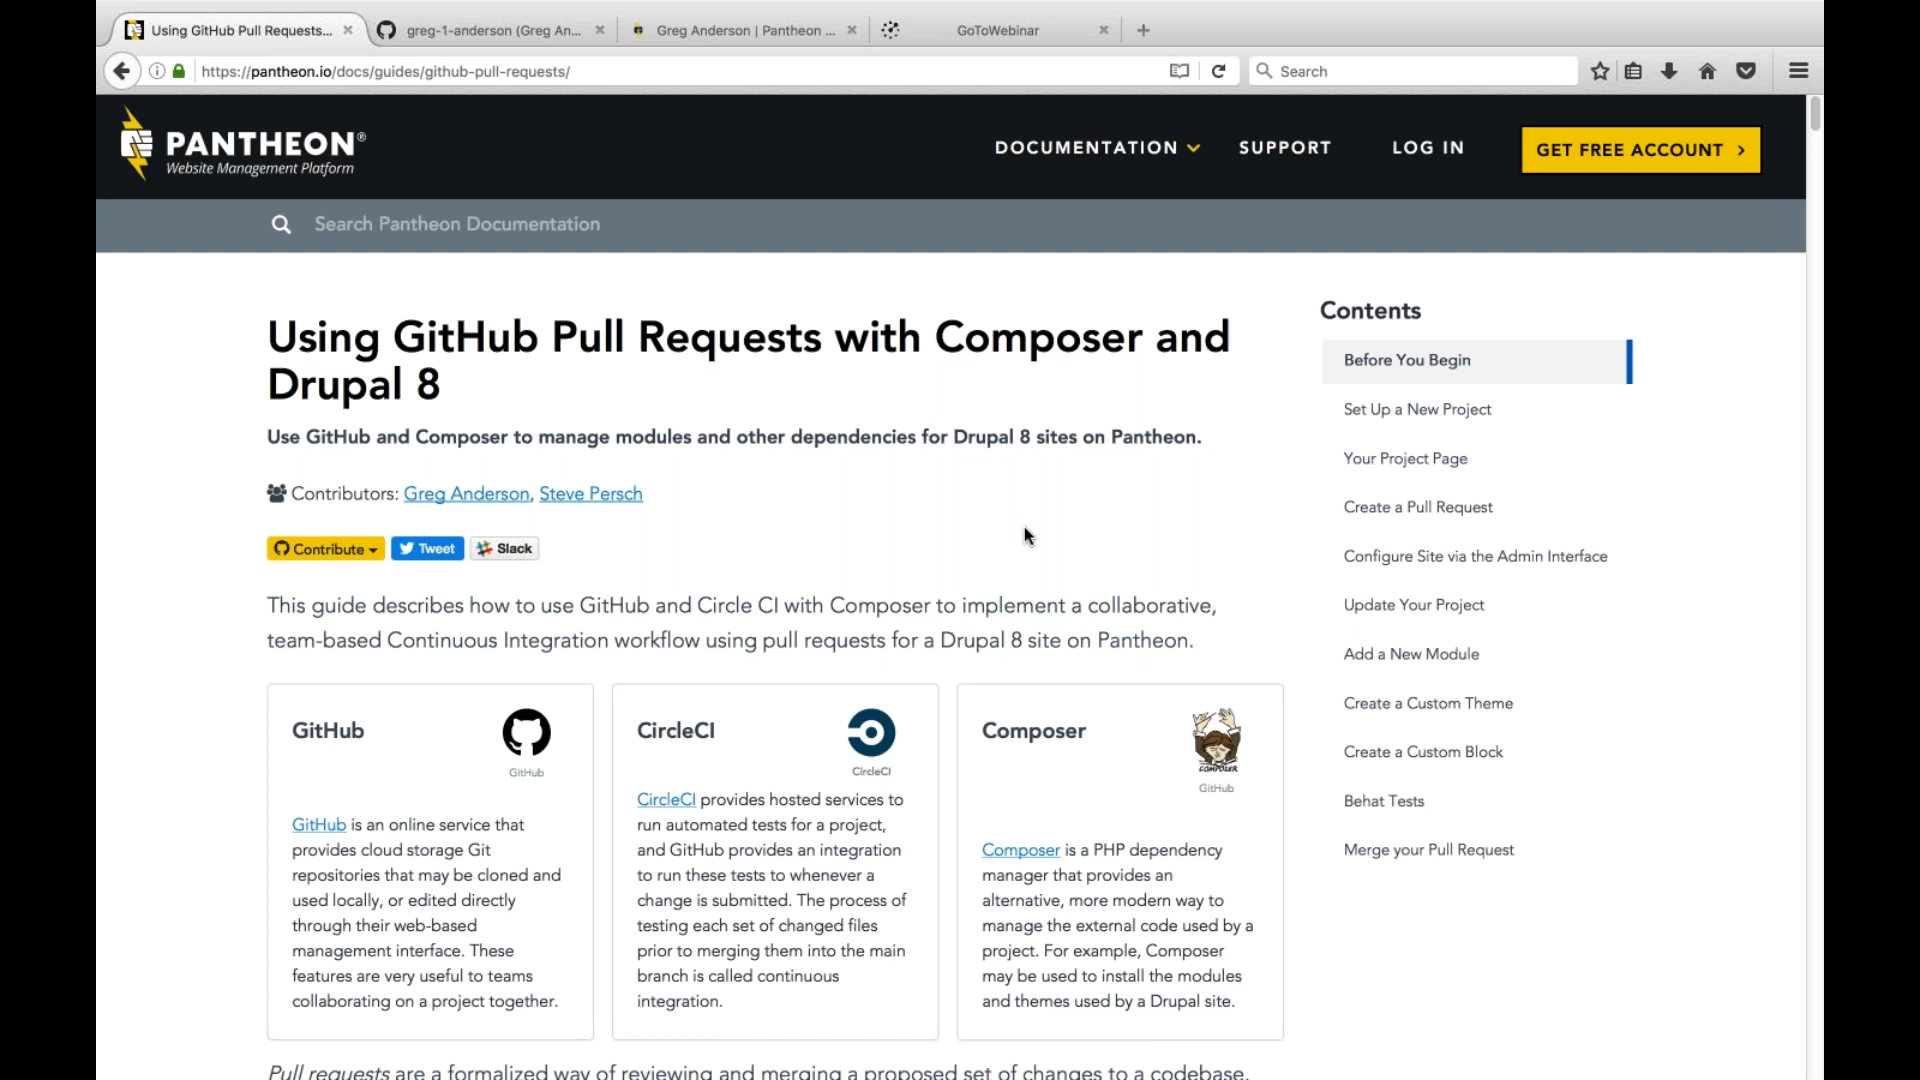 Using GitHub Pull Requests...
greg-1-anderson (Greg An...
Greg Anderson | Pantheon ...
GoToWebinar
https://pantheon.io/docs/guides/github-pull-requests/
Search
PANTHEON®
Website Management Platform
DOCUMENTATION
SUPPORT
LOG IN
GET FREE ACCOUNT
Search Pantheon Documentation
Using GitHub Pull Requests with Composer and
Drupal 8
Use GitHub and Composer to manage modules and other dependencies for Drupal 8 sites on Pantheon.
Contributors: Greg Anderson, Steve Persch
Contribute
Tweet
Slack
This guide describes how to use GitHub and Circle CI with Composer to implement a collaborative,
team-based Continuous Integration workflow using pull requests for a Drupal 8 site on Pantheon.
GitHub
GitHub
GitHub is an online service that
provides cloud storage Git
repositories that may be cloned and
used locally, or edited directly
through their web-based
management interface. These
features are very useful to teams
collaborating on a project together.
CircleCI
CircleCI
CircleCI provides hosted services to
run automated tests for a project,
and GitHub provides an integration
to run these tests to whenever a
change is submitted. The process of
testing each set of changed files
prior to merging them into the main
branch is called continuous
integration.
Composer
COMPOSER
GitHub
Composer is a PHP dependency
manager that provides an
alternative, more modern way to
manage the external code used by a
project. For example, Composer
may be used to install the modules
and themes used by a Drupal site.
Pull requests are a formalized way of reviewing and merging a proposed set of changes to a codebase.
Contents
Before You Begin
Set Up a New Project
Your Project Page
Create a Pull Request
Configure Site via the Admin Interface
Update Your Project
Add a New Module
Create a Custom Theme
Create a Custom Block
Behat Tests
Merge your Pull Request